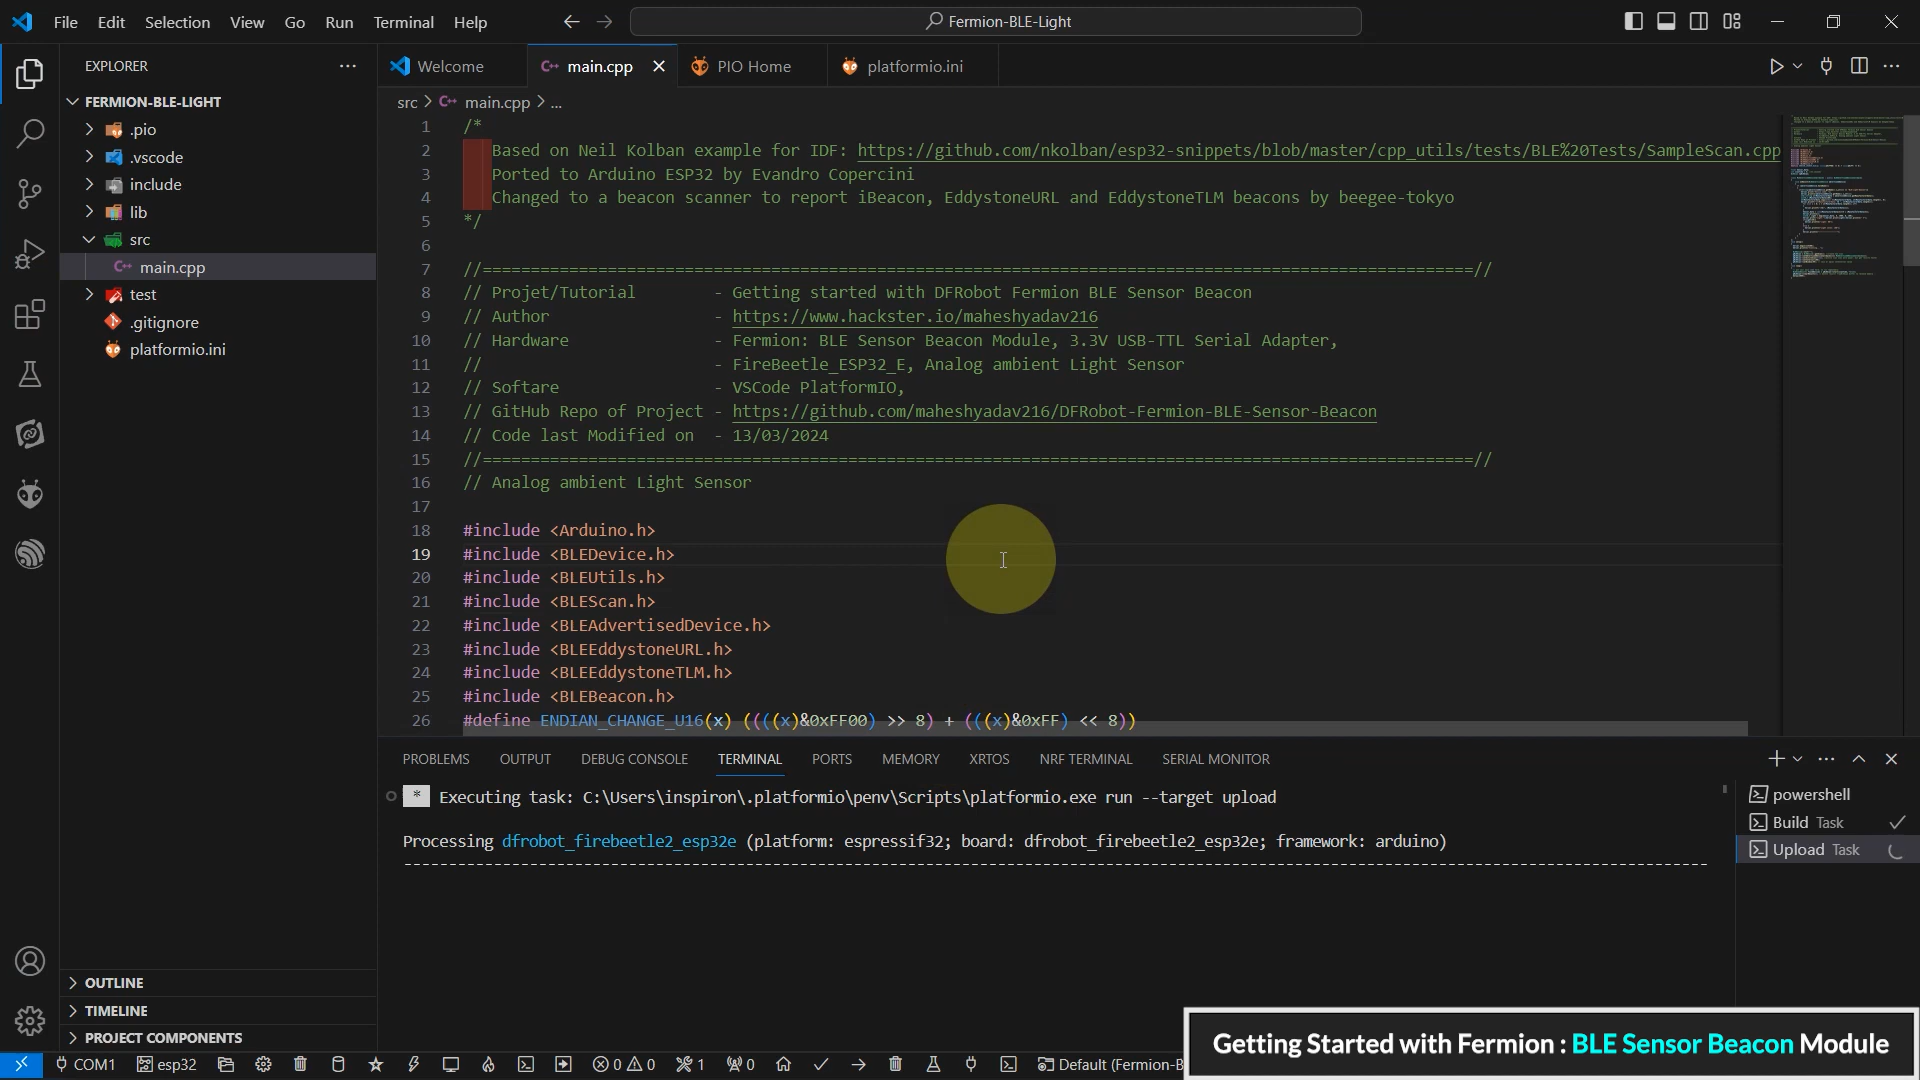 File Edit Selection View Go Run Terminal Help
Fermion-BLE-Light
EXPLORER
Welcome
main.cpp
PIO Home
platformio.ini
FERMION-BLE-LIGHT
.pio
.vscode
include
lib
src
main.cpp
test
.gitignore
platformio.ini
OUTLINE
TIMELINE
PROJECT COMPONENTS
src > main.cpp > ...
1 /*
2 Based on Neil Kolban example for IDF: https://github.com/nkolban/esp32-snippets/blob/master/cpp_utils/tests/BLE%20Tests/SampleScan.cpp
3 Ported to Arduino ESP32 by Evandro Copercini
4 Changed to a beacon scanner to report iBeacon, EddystoneURL and EddystoneTLM beacons by beegee-tokyo
5 */
6
7 //=======================================================================================================//
8 // Projet/Tutorial - Getting started with DFRobot Fermion BLE Sensor Beacon
9 // Author - https://www.hackster.io/maheshyadav216
10 // Hardware - Fermion: BLE Sensor Beacon Module, 3.3V USB-TTL Serial Adapter,
11 // - FireBeetle_ESP32_E, Analog ambient Light Sensor
12 // Softare - VSCode PlatformIO,
13 // GitHub Repo of Project - https://github.com/maheshyadav216/DFRobot-Fermion-BLE-Sensor-Beacon
14 // Code last Modified on - 13/03/2024
15 //=======================================================================================================//
16 // Analog ambient Light Sensor
17
18 #include <Arduino.h>
19 #include <BLEDevice.h>
20 #include <BLEUtils.h>
21 #include <BLEScan.h>
22 #include <BLEAdvertisedDevice.h>
23 #include <BLEEddystoneURL.h>
24 #include <BLEEddystoneTLM.h>
25 #include <BLEBeacon.h>
26 #define ENDIAN_CHANGE_U16(x) ((((x)&0xFF00) >> 8) + (((x)&0xFF) << 8))
PROBLEMS OUTPUT DEBUG CONSOLE TERMINAL PORTS MEMORY XRTOS NRF TERMINAL SERIAL MONITOR
* Executing task: C:\Users\inspiron\.platformio\penv\Scripts\platformio.exe run --target upload
Processing dfrobot_firebeetle2_esp32e (platform: espressif32; board: dfrobot_firebeetle2_esp32e; framework: arduino)
powershell
Build Task
Upload Task
Getting Started with Fermion : BLE Sensor Beacon Module
COM1 esp32 0 0 1 0 Default (Fermion-B